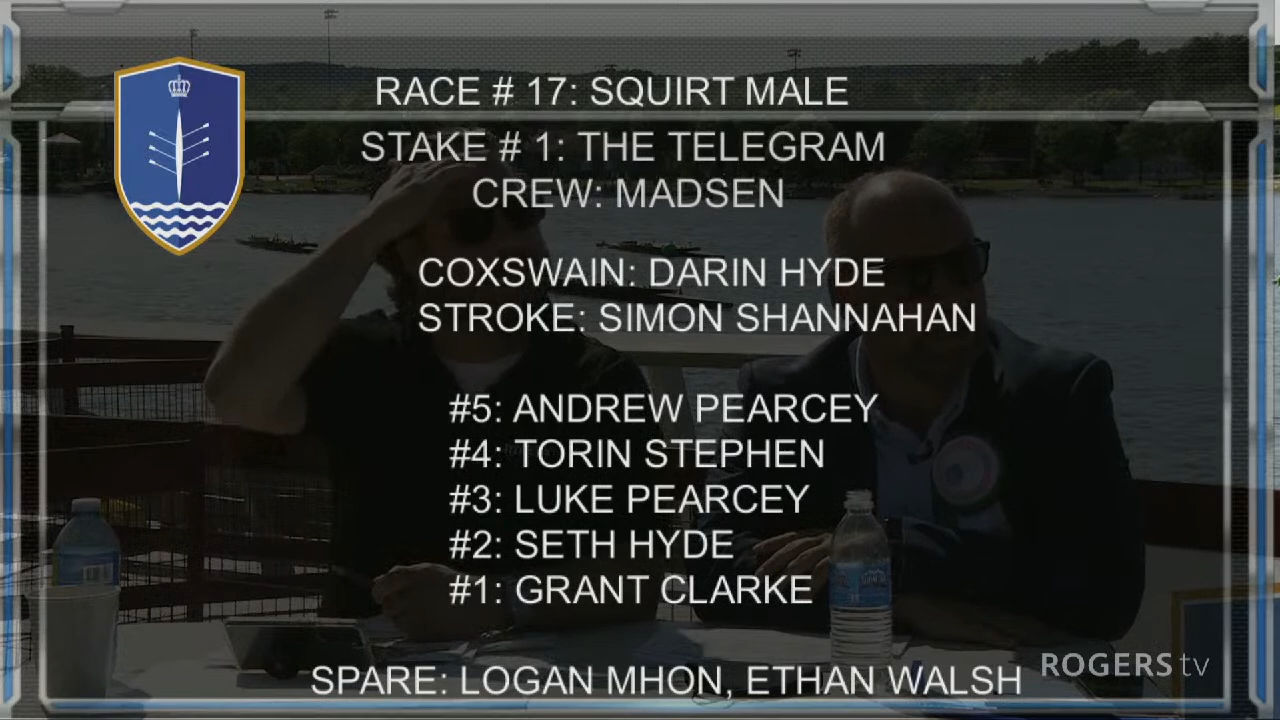 RACE # 17: SQUIRT MALE
STAKE # 1: THE TELEGRAM
CREW: MADSEN
COXSWAIN: DARIN HYDE
STROKE: SIMON SHANNAHAN
#5: ANDREW PEARCEY
#4: TORIN STEPHEN
#3: LUKE PEARCEY
#2: SETH HYDE
#1: GRANT CLARKE
SPARE: LOGAN MHON, ETHAN WALSH
ROGERS tv